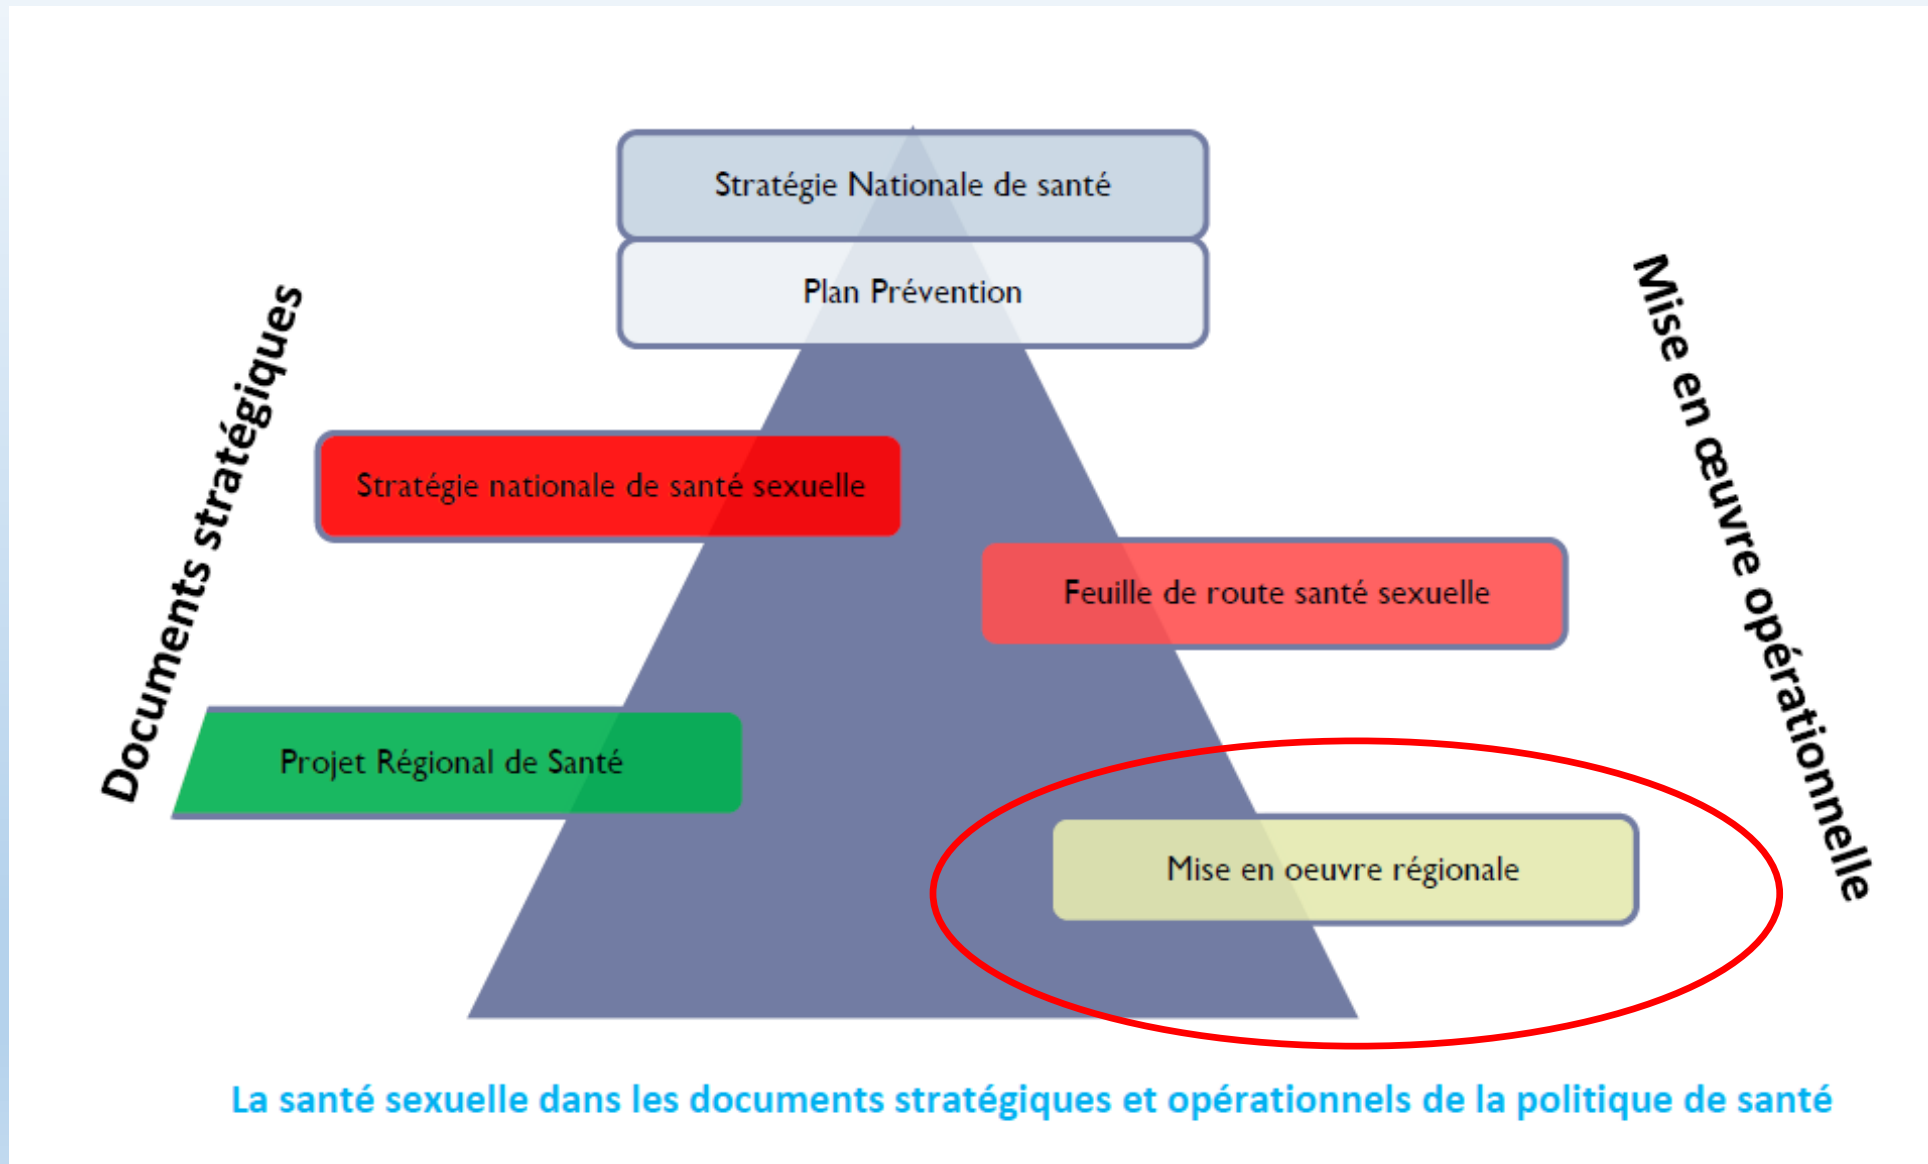 Stratégie Nationale de santé
Plan Prévention
Documents stratégiques
Mise en œuvre opérationnelle
Stratégie nationale de santé sexuelle
Feuille de route santé sexuelle
Projet Régional de Santé
Mise en oeuvre régionale
La santé sexuelle dans les documents stratégiques et opérationnels de la politique de santé